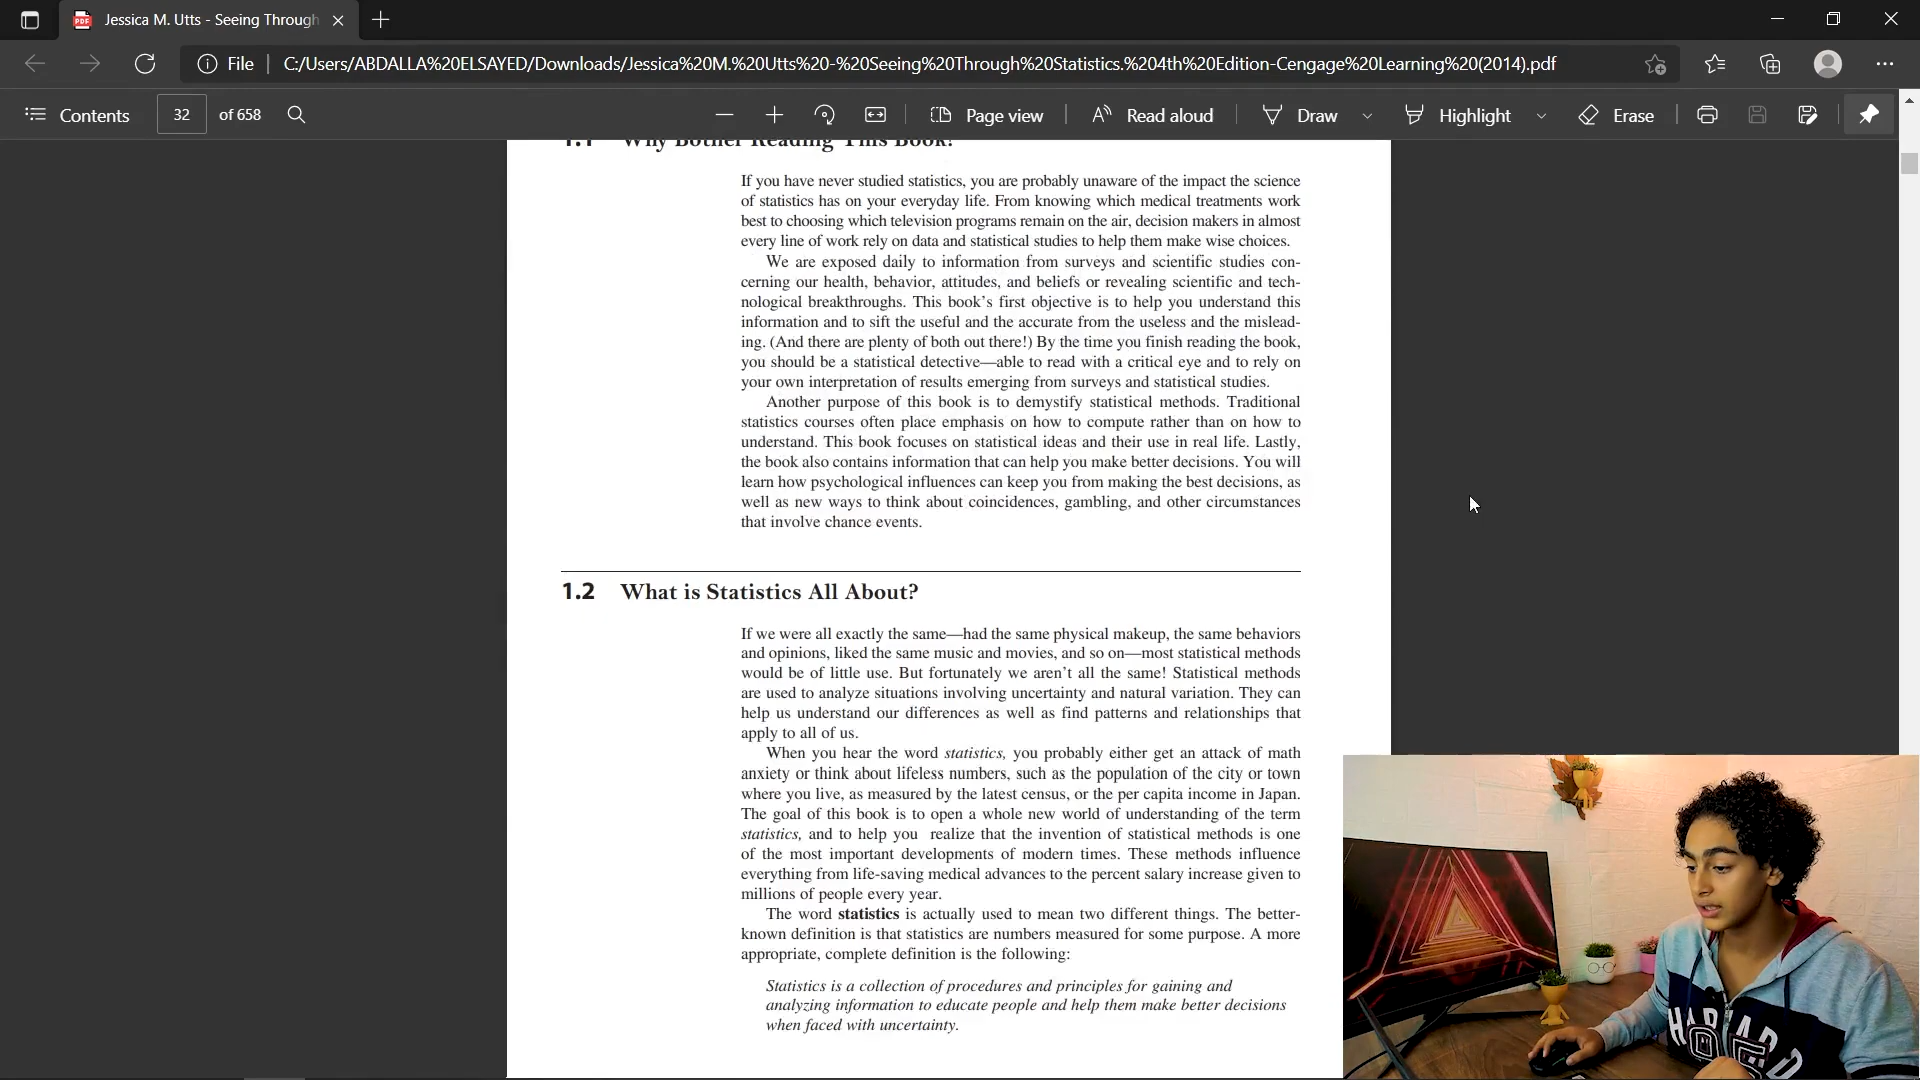 Jessica M. Utts - Seeing Through
File
C:/Users/ABDALLA%20ELSAYED/Downloads/Jessica%20M.%20Utts%20-%20Seeing%20Through%20Statistics.%204th%20Edition-Cengage%20Learning%20(2014).pdf
Contents
32
of 658
Page view
Read aloud
Draw
Highlight
Erase
1.1 Why Bother Reading This Book?
If you have never studied statistics, you are probably unaware of the impact the science
of statistics has on your everyday life. From knowing which medical treatments work
best to choosing which television programs remain on the air, decision makers in almost
every line of work rely on data and statistical studies to help them make wise choices.
We are exposed daily to information from surveys and scientific studies con-
cerning our health, behavior, attitudes, and beliefs or revealing scientific and tech-
nological breakthroughs. This book’s first objective is to help you understand this
information and to sift the useful and the accurate from the useless and the mislead-
ing. (And there are plenty of both out there!) By the time you finish reading the book,
you should be a statistical detective—able to read with a critical eye and to rely on
your own interpretation of results emerging from surveys and statistical studies.
Another purpose of this book is to demystify statistical methods. Traditional
statistics courses often place emphasis on how to compute rather than on how to
understand. This book focuses on statistical ideas and their use in real life. Lastly,
the book also contains information that can help you make better decisions. You will
learn how psychological influences can keep you from making the best decisions, as
well as new ways to think about coincidences, gambling, and other circumstances
that involve chance events.
1.2 What is Statistics All About?
If we were all exactly the same—had the same physical makeup, the same behaviors
and opinions, liked the same music and movies, and so on—most statistical methods
would be of little use. But fortunately we aren’t all the same! Statistical methods
are used to analyze situations involving uncertainty and natural variation. They can
help us understand our differences as well as find patterns and relationships that
apply to all of us.
When you hear the word statistics, you probably either get an attack of math
anxiety or think about lifeless numbers, such as the population of the city or town
where you live, as measured by the latest census, or the per capita income in Japan.
The goal of this book is to open a whole new world of understanding of the term
statistics, and to help you realize that the invention of statistical methods is one
of the most important developments of modern times. These methods influence
everything from life-saving medical advances to the percent salary increase given to
millions of people every year.
The word statistics is actually used to mean two different things. The better-
known definition is that statistics are numbers measured for some purpose. A more
appropriate, complete definition is the following:
Statistics is a collection of procedures and principles for gaining and
analyzing information to educate people and help them make better decisions
when faced with uncertainty.
HARVARD